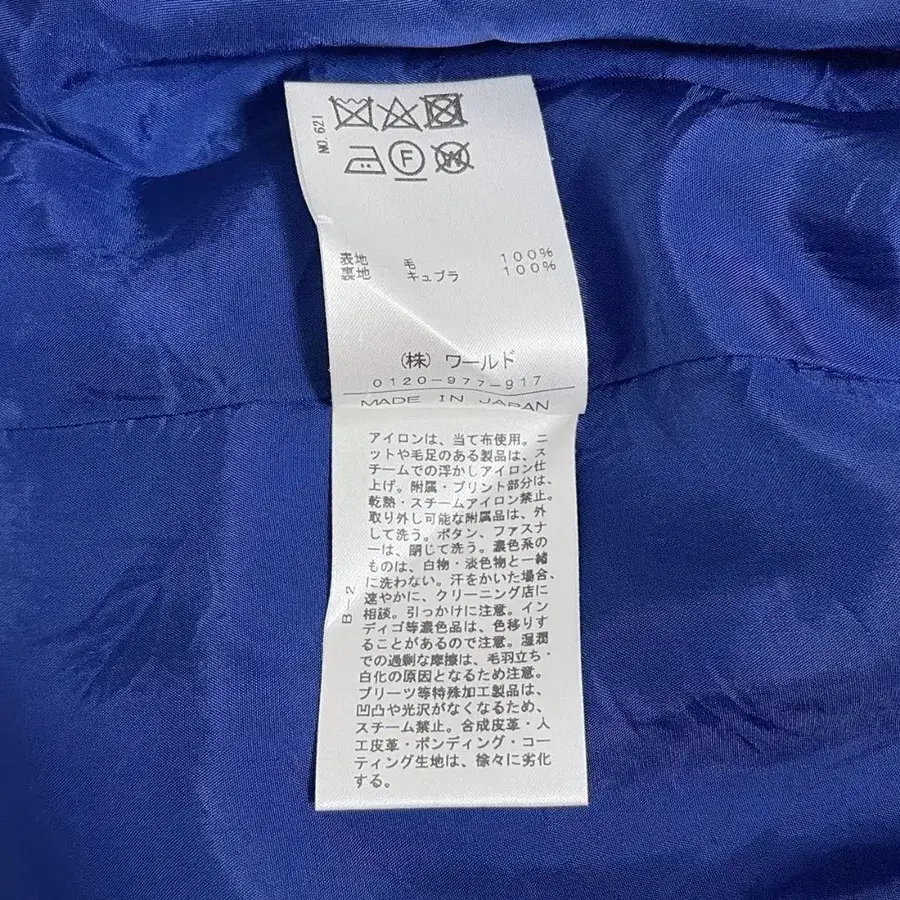 NO.621
F
W
表地 毛 100%
裏地 キュプラ 100%
(株) ワールド
0120-977-917
MADE IN JAPAN
アイロンは、当て布使用。ニ
ットや毛足のある製品は、ス
チームでの浮かしアイロン仕
上げ。附属・プリント部分は、
乾熱・スチームアイロン禁止。
取り外し可能な附属品は、外
して洗う。ボタン、ファスナ
ーは、閉じて洗う。濃色系の
ものは、白物・淡色物と一緒
に洗わない。汗をかいた場合、
速やかに、クリーニング店に
相談。引っかけに注意。イン
ディゴ等濃色品は、色移りす
ることがあるので注意。湿潤
での過剰な摩擦は、毛羽立ち・
白化の原因となるため注意。
プリーツ等特殊加工製品は、
凹凸や光沢がなくなるため、
スチーム禁止。合成皮革・人
工皮革・ボンディング・コー
ティング生地は、徐々に劣化
する。
B-2